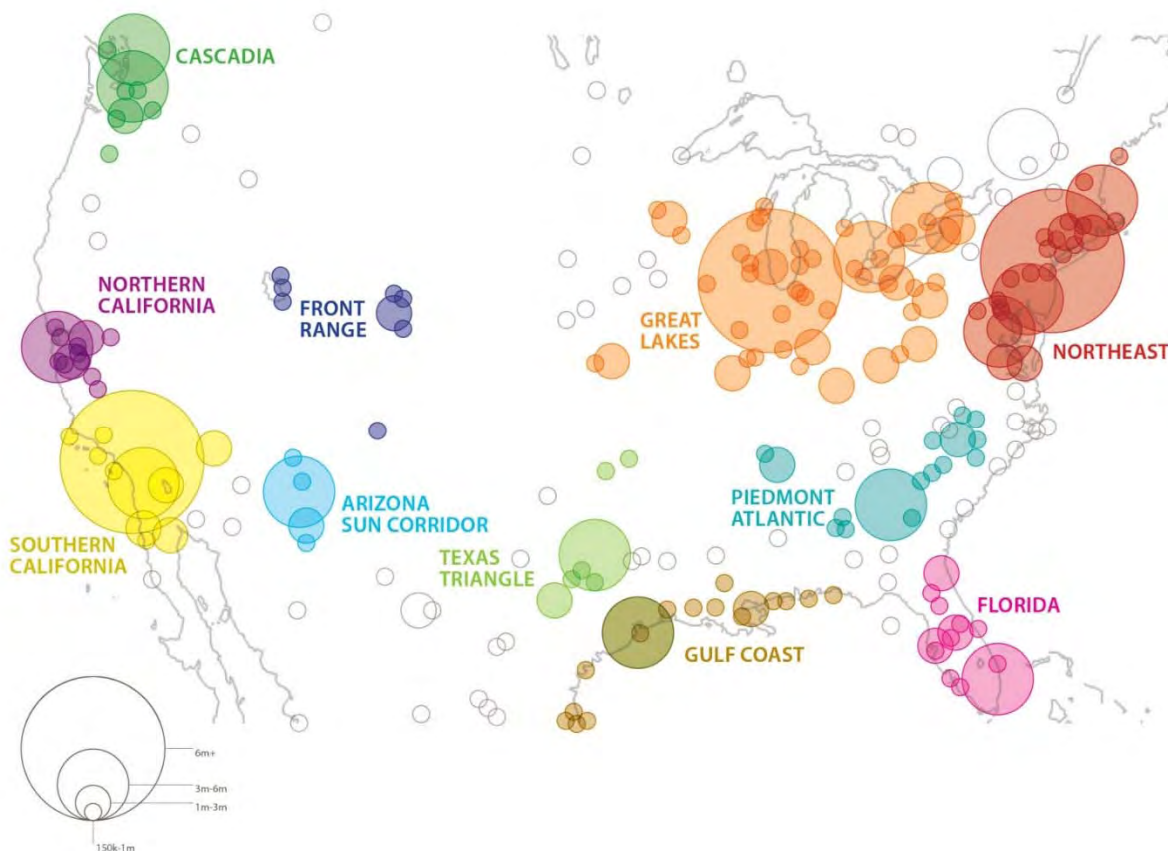 CASCADIA
NORTHERN
CALIFORNIA
FRONT
RANGE
GREAT
LAKES
NORTHEAST
ARIZONA
SUN CORRIDOR
PIEDMONT
ATLANTIC
SOUTHERN
CALIFORNIA
TEXAS
TRIANGLE
FLORIDA
GULF COAST
6m+
3m-6m
1m-3m
150k-1m